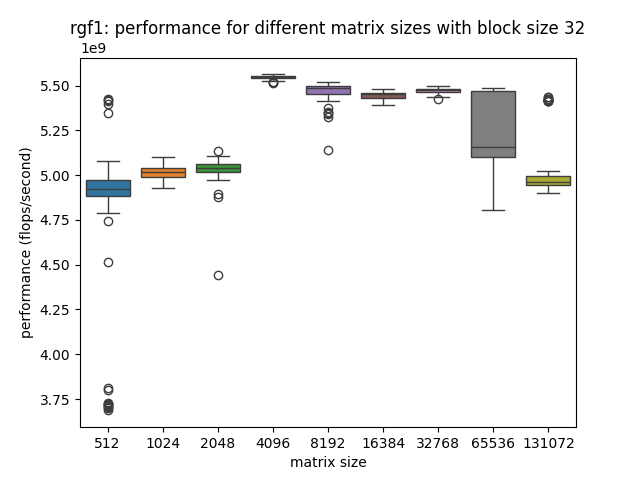 rgf1: performance for different matrix sizes with block size 32
1e9
5.50
5.25
5.00
4.75
4.50
4.25
4.00
3.75
performance (flops/second)
512 1024 2048 4096 8192 16384 32768 65536 131072
matrix size